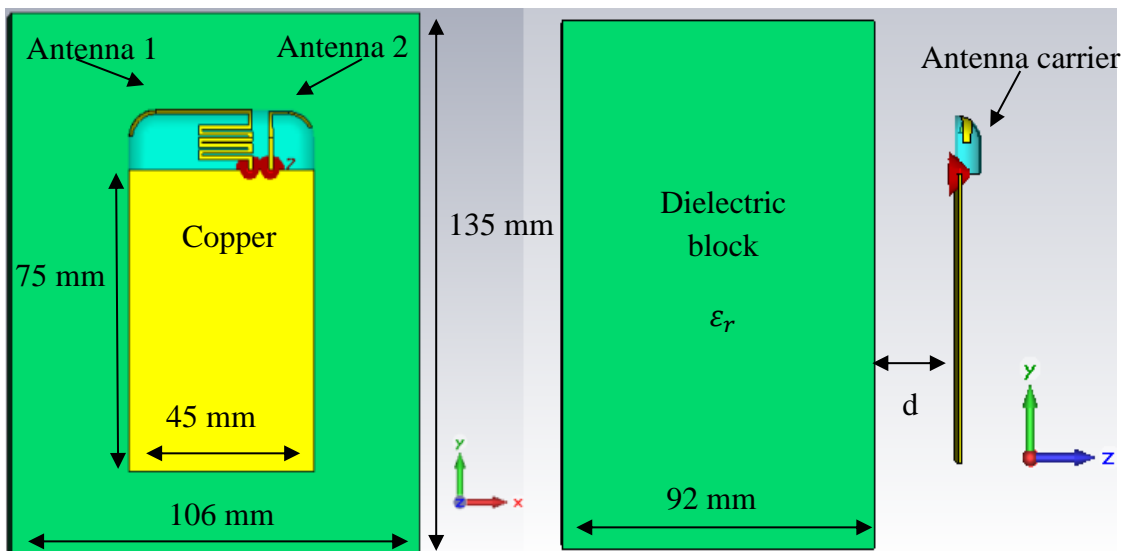 Antenna 1
Antenna 2
Copper
75 mm
45 mm
106 mm
135 mm
z
y
z
x
Dielectric
block
εᵣ
92 mm
d
Antenna carrier
y
z